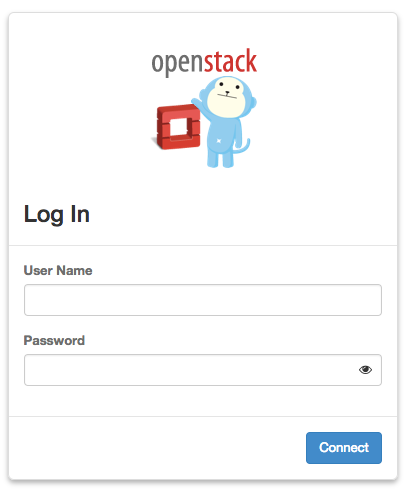 openstack
Log In
User Name
Password
Connect